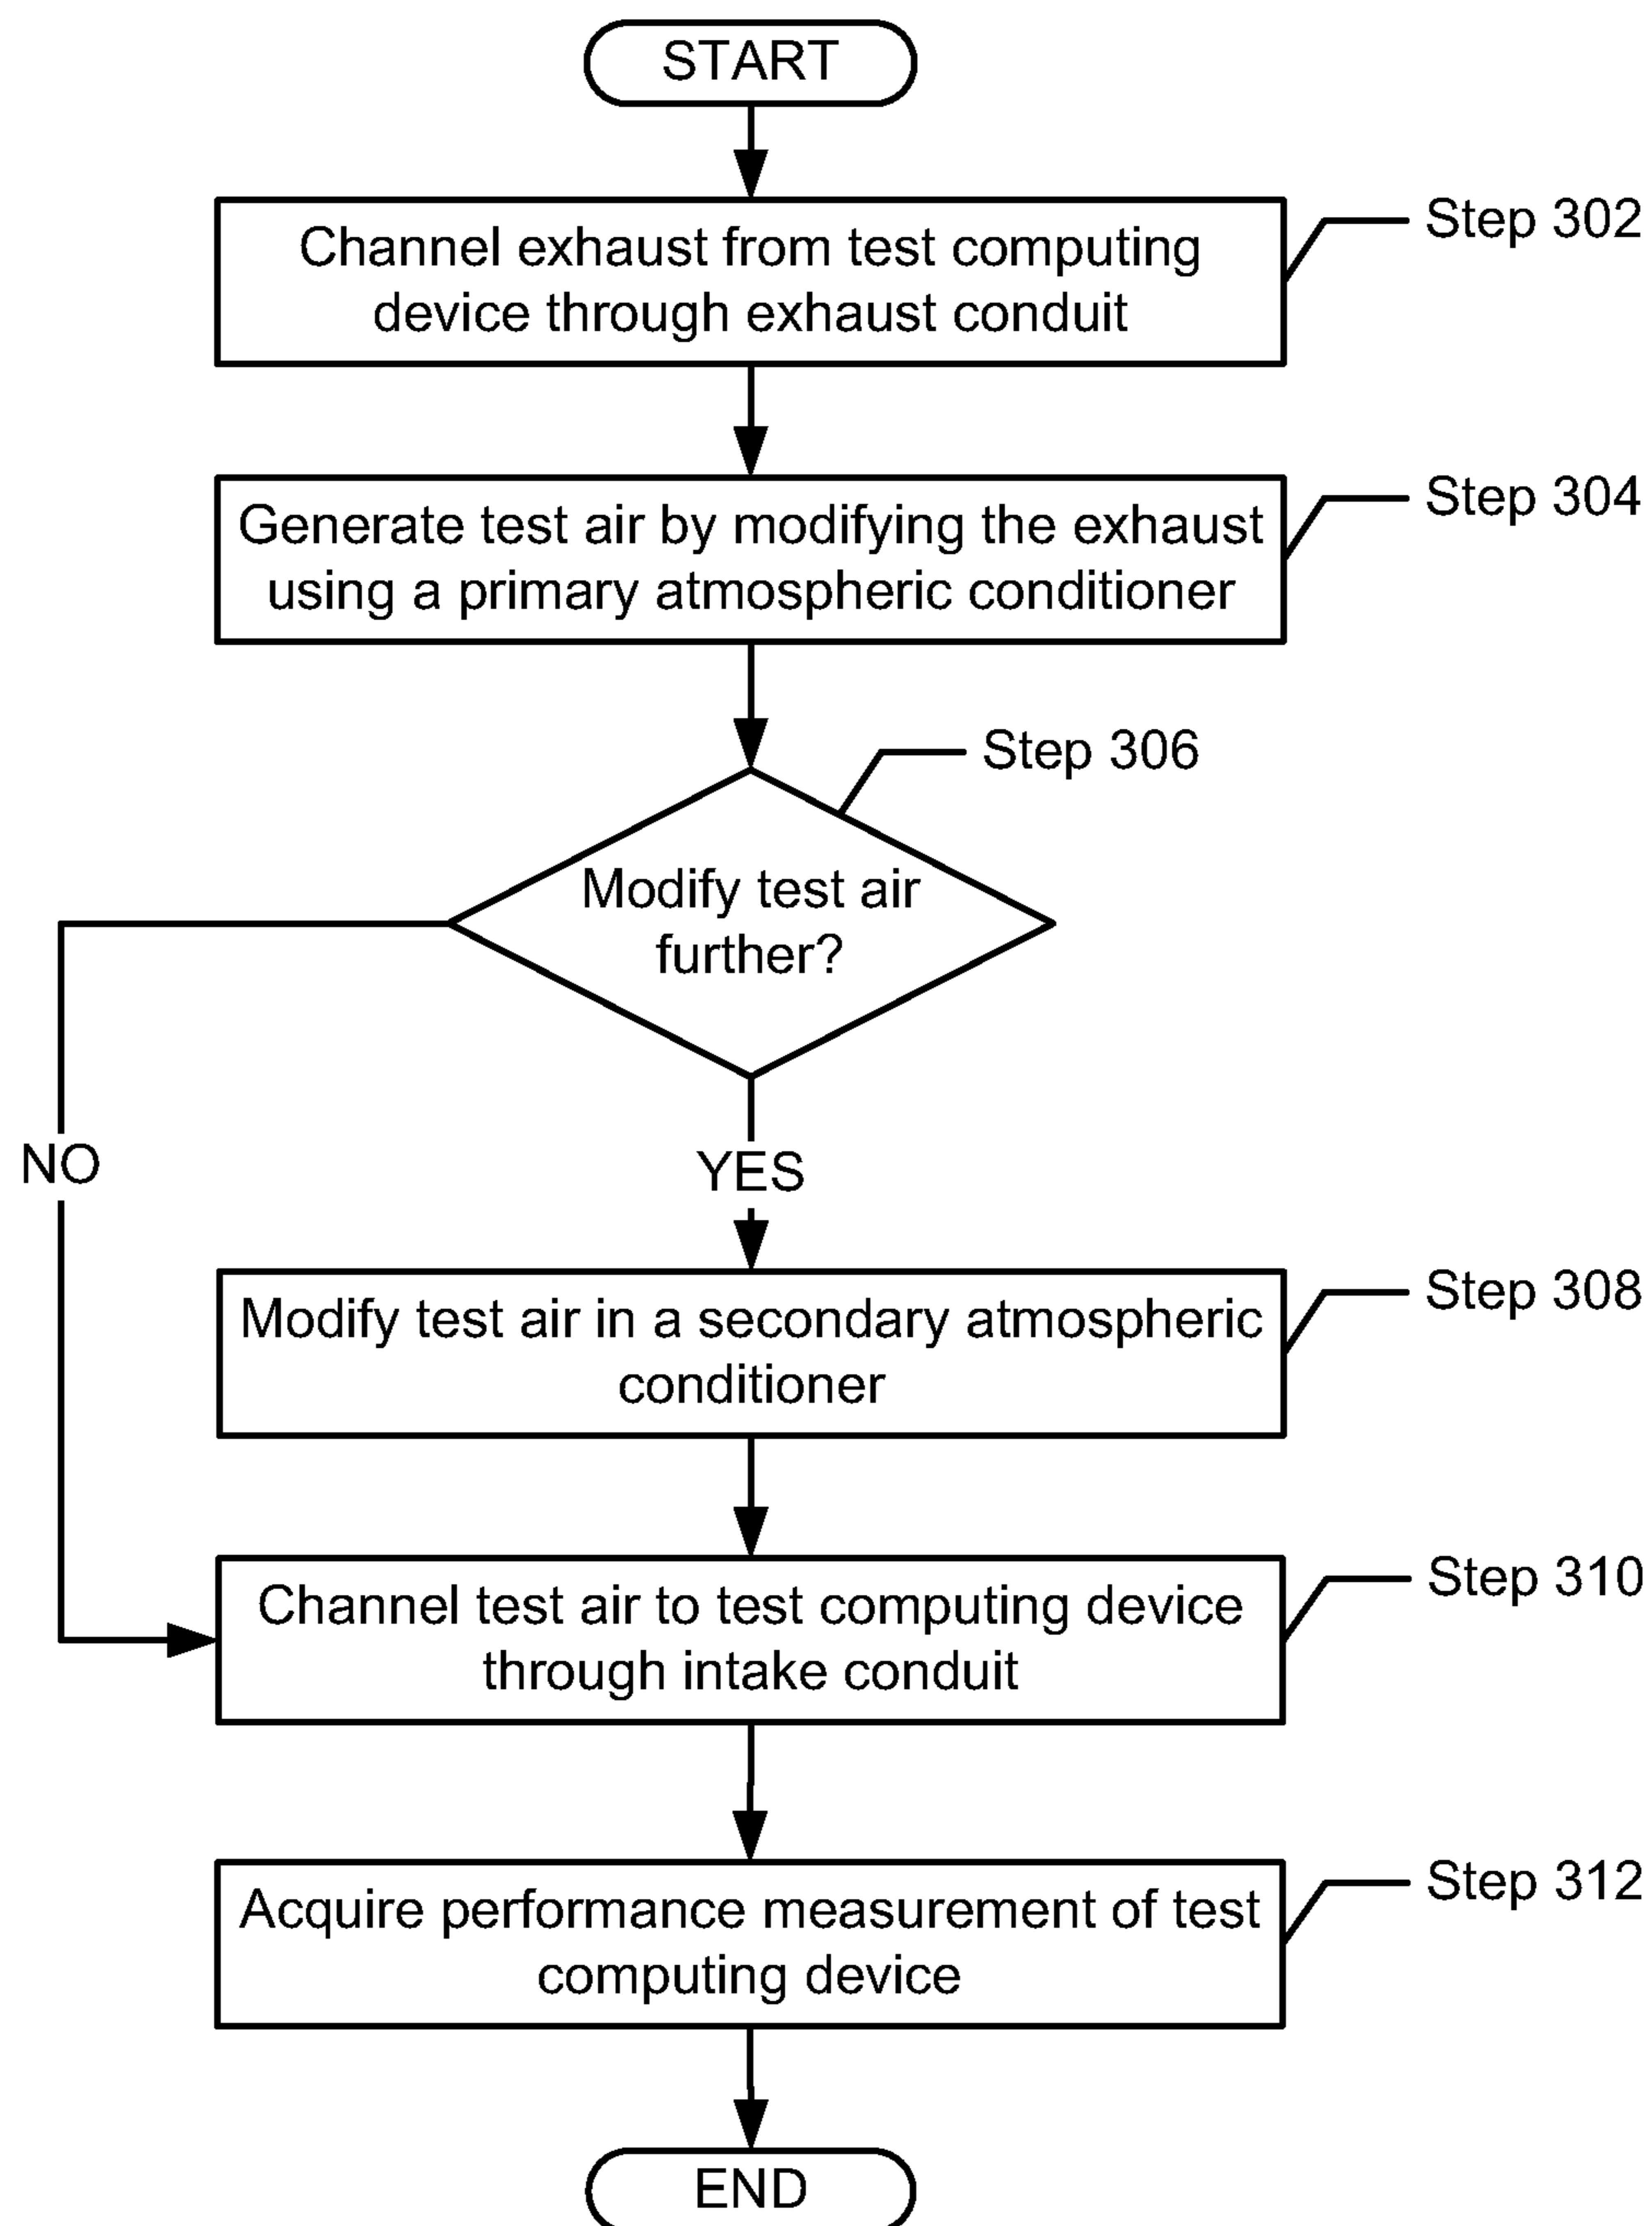 START
Channel exhaust from test computing
device through exhaust conduit
Step 302
Generate test air by modifying the exhaust
using a primary atmospheric conditioner
Step 304
Step 306
Modify test air
further?
NO
YES
Modify test air in a secondary atmospheric
conditioner
Step 308
Channel test air to test computing device
through intake conduit
Step 310
Acquire performance measurement of test
computing device
Step 312
END